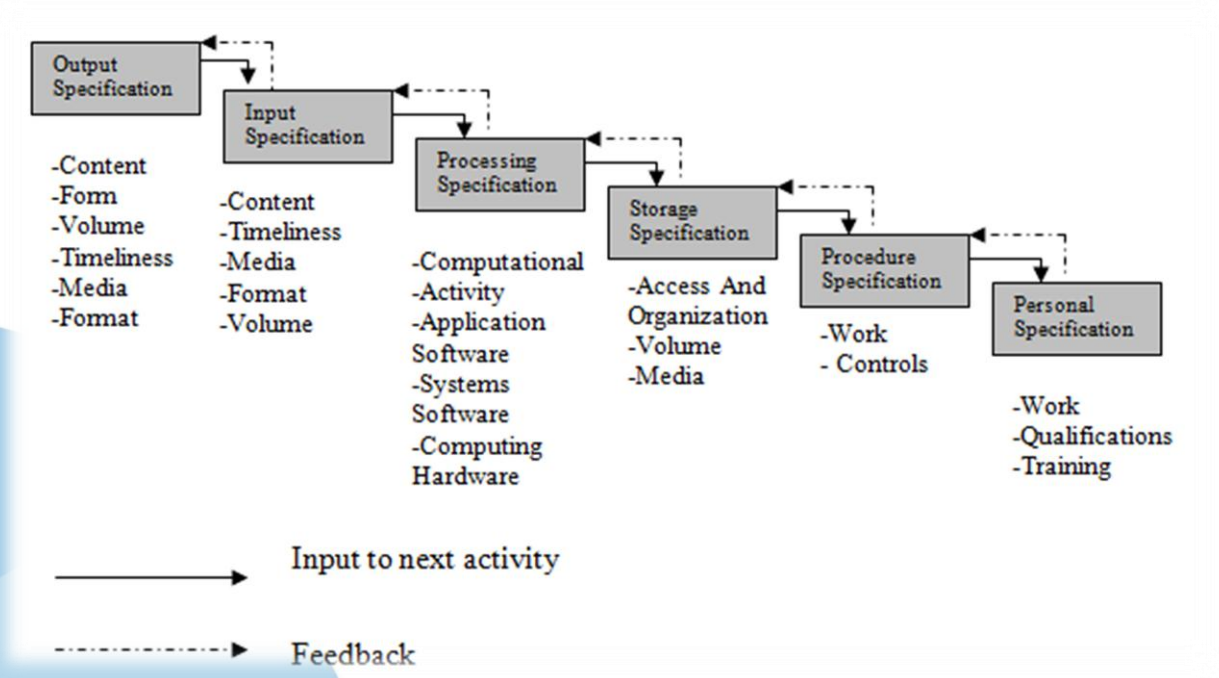 Output
Specification
-Content
-Form
-Volume
-Timeliness
-Media
-Format
Input
Specification
-Content
-Timeliness
-Media
-Format
-Volume
Processing
Specification
-Computational
-Activity
-Application
Software
-Systems
Software
-Computing
Hardware
Storage
Specification
-Access And
Organization
-Volume
-Media
Procedure
Specification
-Work
- Controls
Personal
Specification
-Work
-Qualifications
-Training
Input to next activity
Feedback